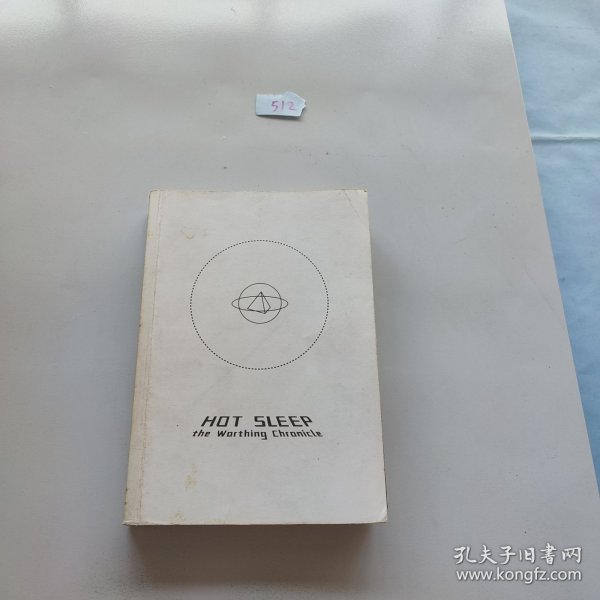 512
HOT SLEEP
the Worthing Chronicle
孔夫子旧书网
www.kongfz.com